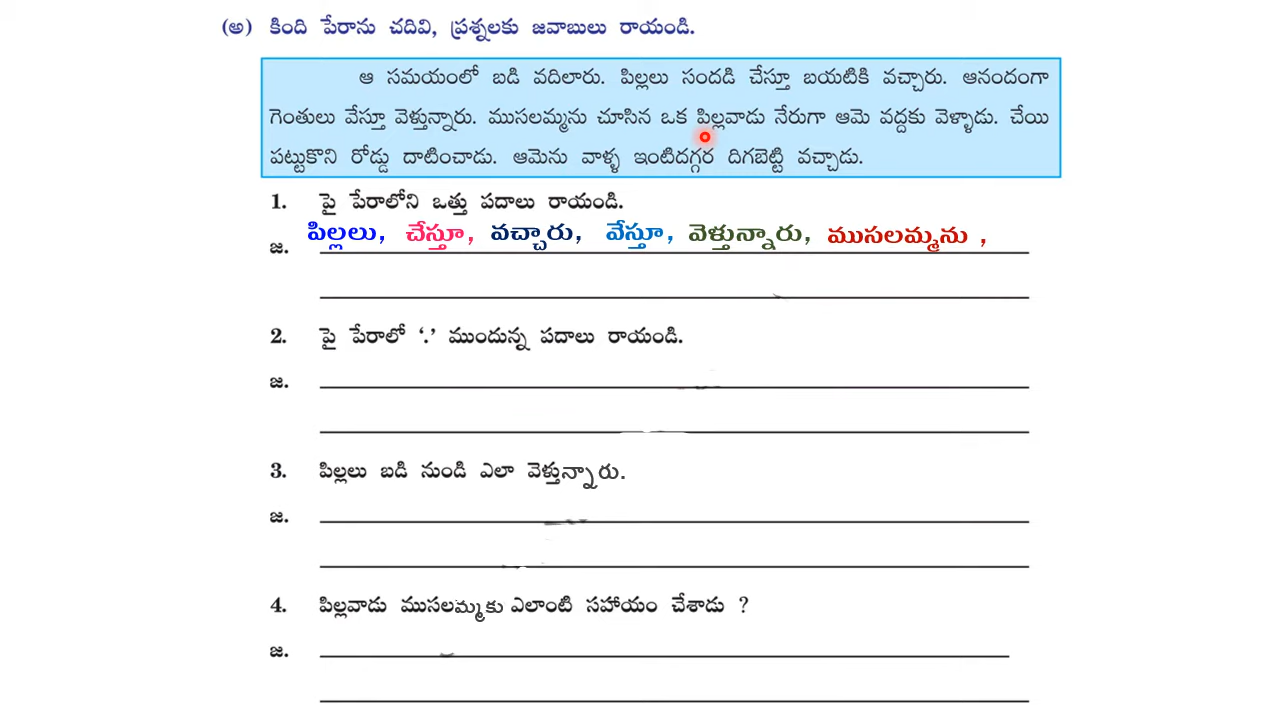 (అ) కింది పేరాను చదివి, ప్రశ్నలకు జవాబులు రాయండి.
ఆ సమయంలో బడి వదిలారు. పిల్లలు సందడి చేస్తూ బయటికి వచ్చారు. ఆనందంగా
గెంతులు వేస్తూ వెళ్తున్నారు. ముసలమ్మను చూసిన ఒక పిల్లవాడు నేరుగా ఆమె వద్దకు వెళ్ళాడు. చేయి
పట్టుకొని రోడ్డు దాటించాడు. ఆమెను వాళ్ళ ఇంటిదగ్గర దిగబెట్టి వచ్చాడు.
1. పై పేరాలోని ఒత్తు పదాలు రాయండి.
జ. పిల్లలు, చేస్తూ, వచ్చారు, వేస్తూ, వెళ్తున్నారు, ముసలమ్మను ,
2. పై పేరాలో ‘.’ ముందున్న పదాలు రాయండి.
జ.
3. పిల్లలు బడి నుండి ఎలా వెళ్తున్నారు.
జ.
4. పిల్లవాడు ముసలమ్మకు ఎలాంటి సహాయం చేశాడు ?
జ.